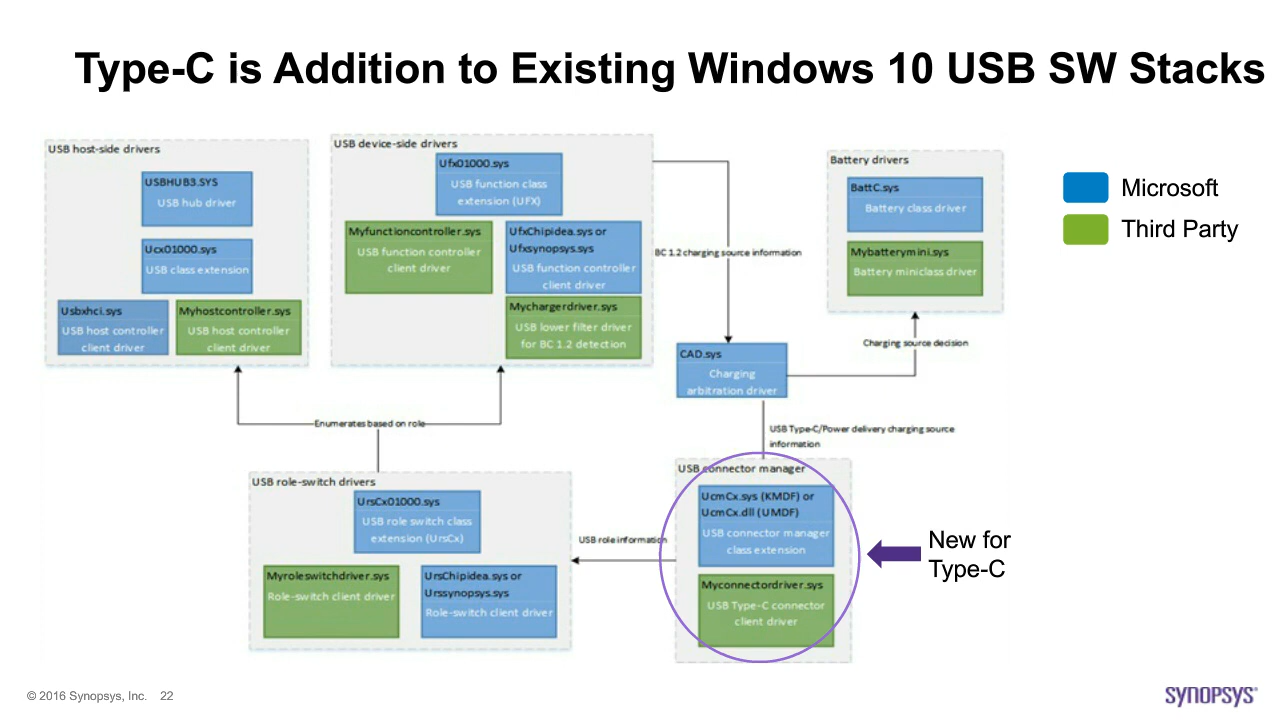 Type-C is Addition to Existing Windows 10 USB SW Stacks
USB host-side drivers
USBHUB3.SYS
USB hub driver
Ucx01000.sys
USB class extension
Usbxhci.sys
USB host controller
client driver
Myhostcontroller.sys
USB host controller
client driver
USB device-side drivers
Ufx01000.sys
USB function class
extension (UFX)
Myfunctioncontroller.sys
USB function controller
client driver
UfxChipidea.sys or
Ufxsynopsys.sys
USB function controller
client driver
Mychargerdriver.sys
USB lower filter driver
for BC 1.2 detection
BC 1.2 charging source information
Battery drivers
BattC.sys
Battery class driver
Mybatterymini.sys
Battery miniclass driver
Microsoft
Third Party
CAD.sys
Charging
arbitration driver
Charging source decision
Enumerates based on role
USB Type-C/Power delivery charging source
information
USB role-switch drivers
UrsCx01000.sys
USB role switch class
extension (UrsCx)
Myroleswitchdriver.sys
Role-switch client driver
UrsChipidea.sys or
Urssynopsys.sys
Role-switch client driver
USB role information
USB connector manager
UcmCx.sys (KMDF) or
UcmCx.dll (UMDF)
USB connector manager
class extension
Myconnectordriver.sys
USB Type-C connector
client driver
New for
Type-C
© 2016 Synopsys, Inc. 22
SYNOPSYS®